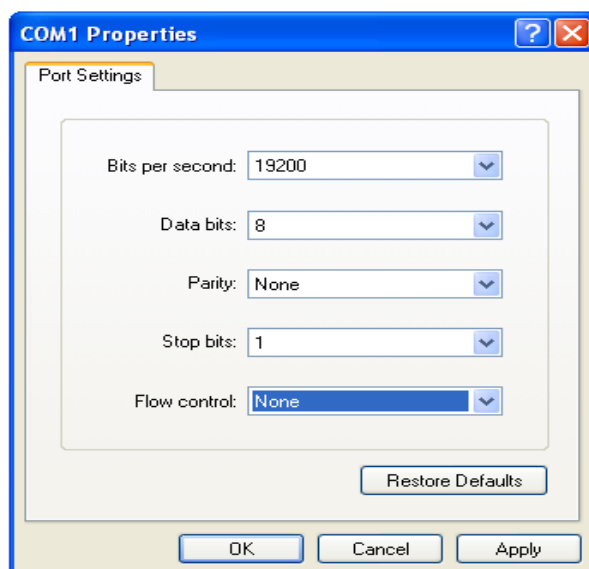 COM1 Properties
Port Settings
Bits per second: 19200
Data bits: 8
Parity: None
Stop bits: 1
Flow control: None
Restore Defaults
OK Cancel Apply